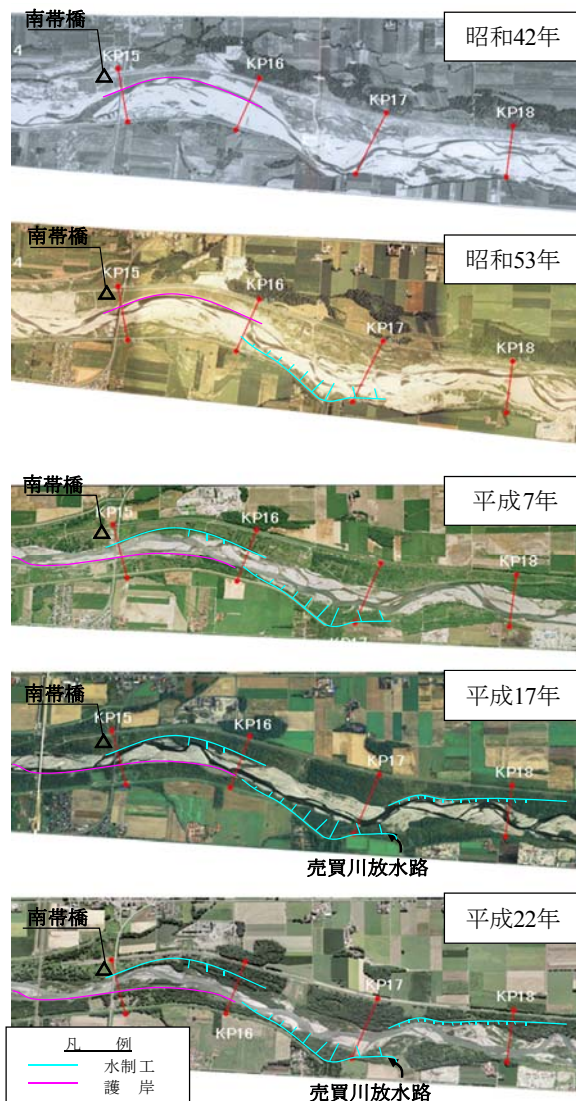 昭和42年
南帯橋
4
KP15
KP16
KP17
KP18
昭和53年
南帯橋
4
KP15
KP16
KP17
KP18
平成7年
南帯橋
KP15
KP16
KP18
平成17年
南帯橋
KP15
KP16
KP17
KP18
売買川放水路
平成22年
南帯橋
KP17
KP18
KP16
凡 例
水制工
護 岸
売買川放水路